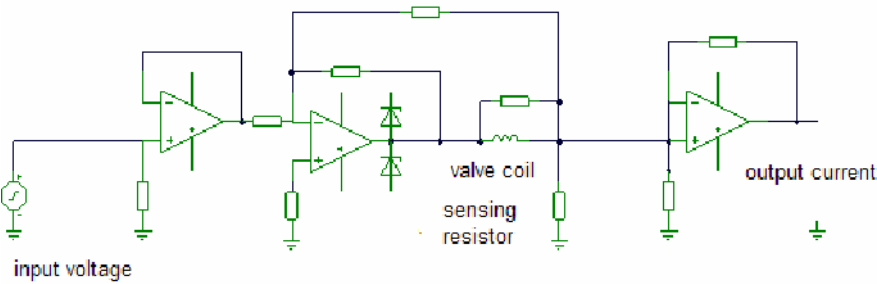 valve coil
output current
sensing
resistor
input voltage